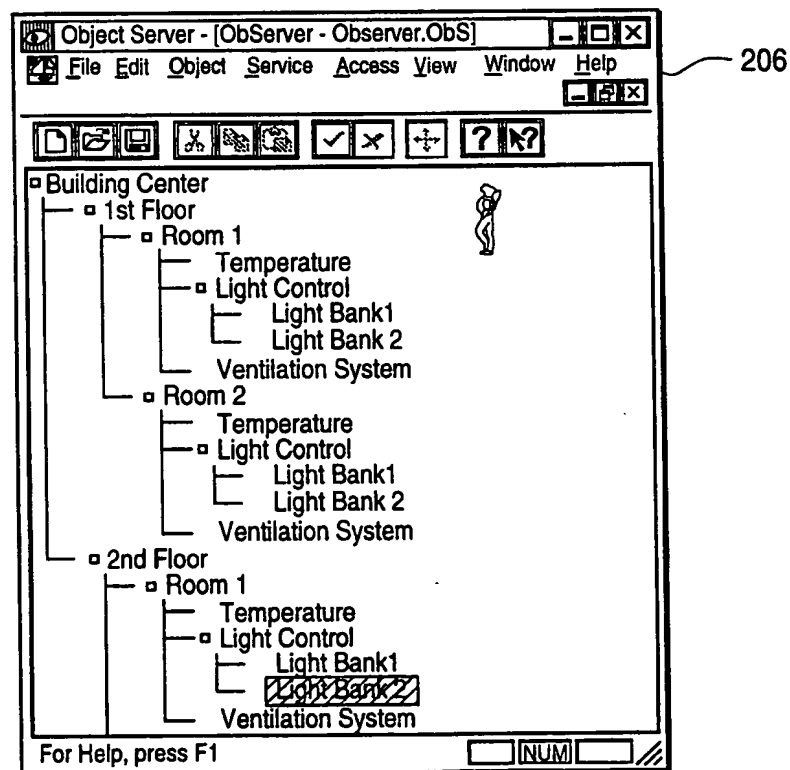 Object Server - [ObServer - Observer.ObS]
File Edit Object Service Access View Window Help
206
? ?
Building Center
1st Floor
Room 1
Temperature
Light Control
Light Bank1
Light Bank 2
Ventilation System
Room 2
Temperature
Light Control
Light Bank1
Light Bank 2
Ventilation System
2nd Floor
Room 1
Temperature
Light Control
Light Bank1
Light Bank 2
Ventilation System
For Help, press F1 NUM